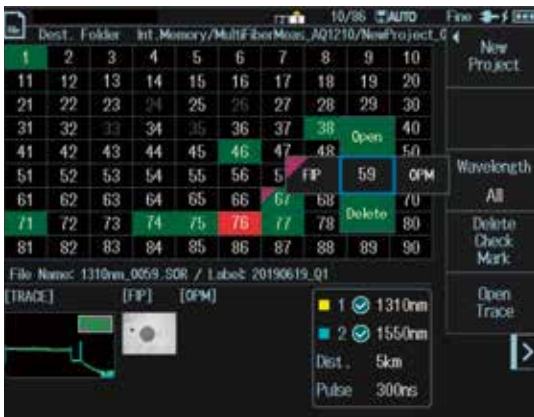 10/86 AUTO Fine
Dest. Folder Int.Memory/MultiFiberMeas_AQ1210/NewProject_
New Project
1 2 3 4 5 6 7 8 9 10
11 12 13 14 15 16 17 18 19 20
21 22 23 24 25 26 27 28 29 30
31 32 33 34 35 36 37 38 Open 40
41 42 43 44 45 46 47 48 50
51 52 53 54 55 56 5 FIP 59 OPM
Wavelength
All
61 62 63 64 65 66 67 68 70
71 72 73 74 75 76 77 78 Delete 80
81 82 83 84 85 86 87 88 89 90
Delete Check Mark
File Name: 1310nm_0059.SOR / Label: 20190619_01
[TRACE] [FIP] [OPM]
Open Trace
1 1310nm
2 1550nm
Dist. 5km
Pulse 300ns